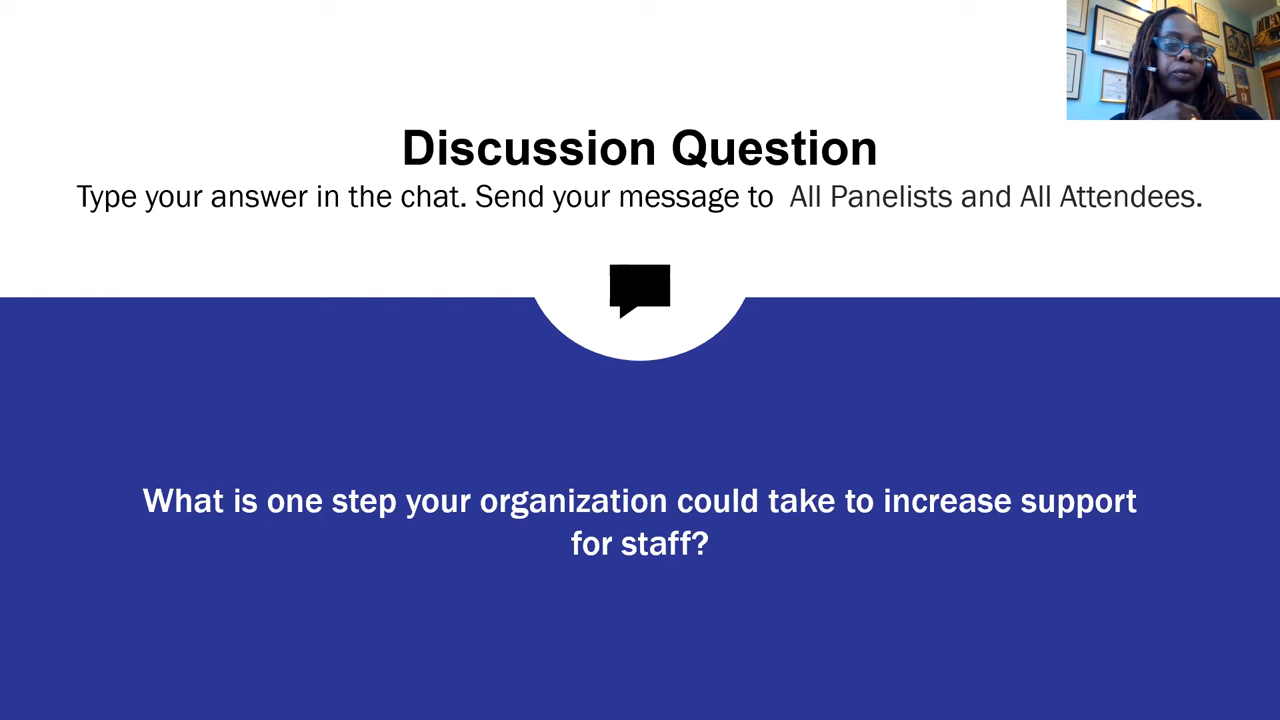 Discussion Question
Type your answer in the chat. Send your message to All Panelists and All Attendees.
What is one step your organization could take to increase support
for staff?